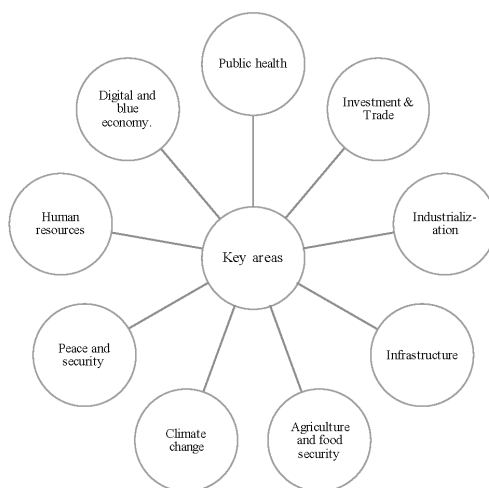 Public health
Investment &
Trade
Industrializ-
ation
Infrastructure
Agriculture
and food
security
Climate
change
Peace and
security
Human
resources
Digital and
blue
economy.
Key areas